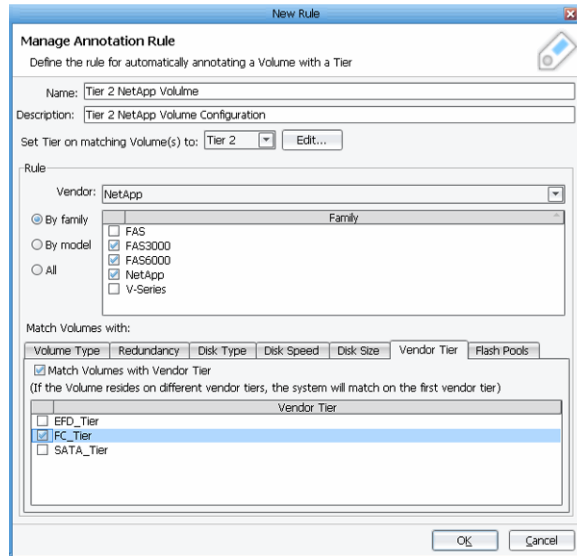 New Rule
Manage Annotation Rule
Define the rule for automatically annotating a Volume with a Tier
Name: Tier 2 NetApp Volulme
Description: Tier 2 NetApp Volume Configuration
Set Tier on matching Volume(s) to: Tier 2 Edit...
Rule
Vendor: NetApp
By family
By model
All
Family
FAS
FAS3000
FAS6000
NetApp
V-Series
Match Volumes with:
Volume Type Redundancy Disk Type Disk Speed Disk Size Vendor Tier Flash Pools
Match Volumes with Vendor Tier
(If the Volume resides on different vendor tiers, the system will match on the first vendor tier)
Vendor Tier
EFD_Tier
FC_Tier
SATA_Tier
OK Cancel